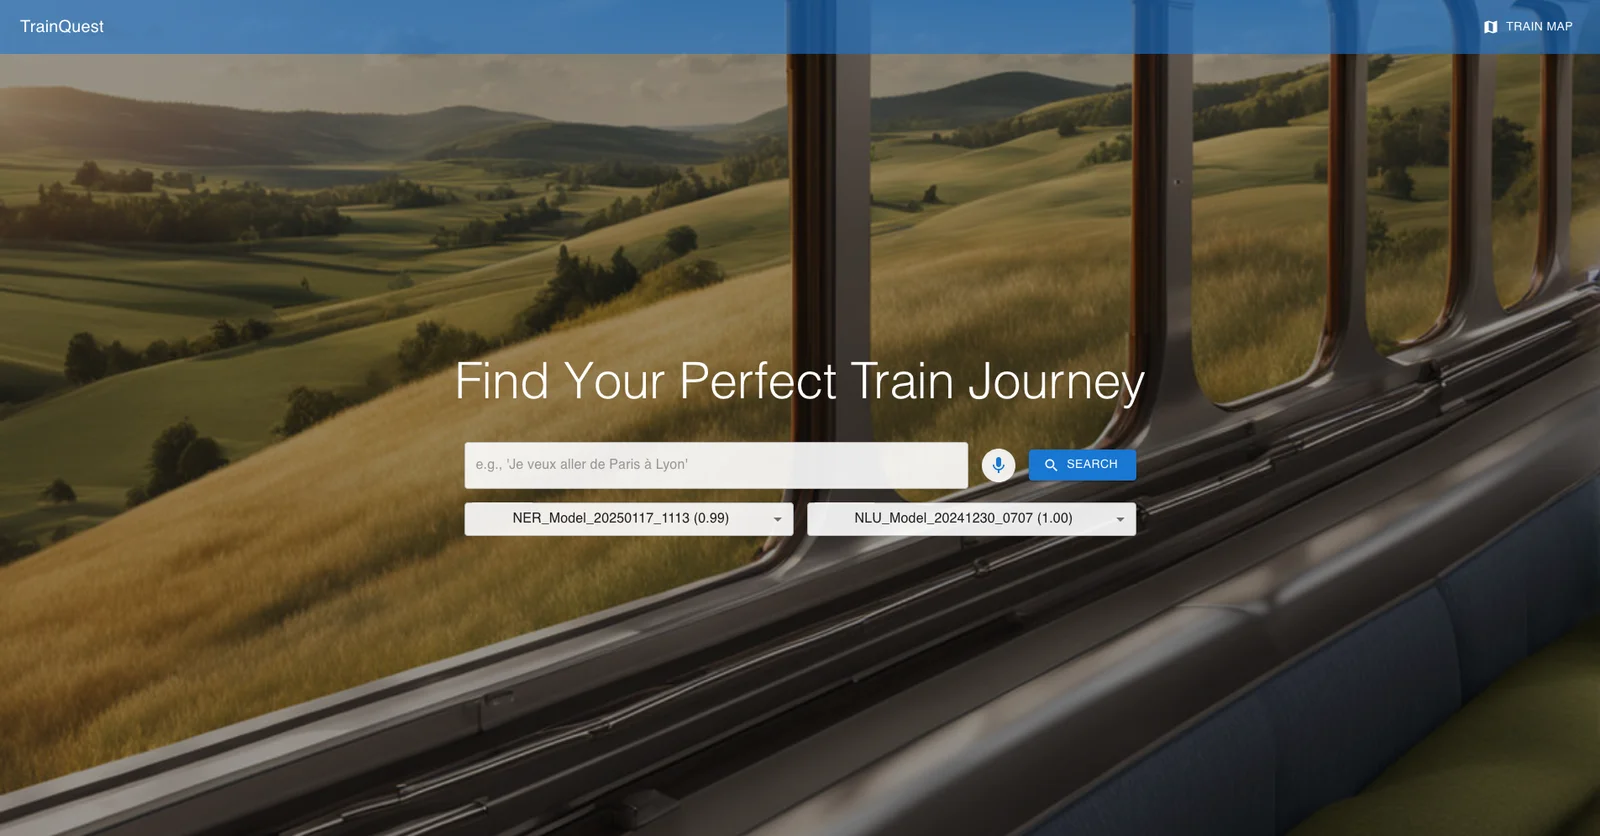 TrainQuest
TRAIN MAP
Find Your Perfect Train Journey
e.g., 'Je veux aller de Paris à Lyon'
SEARCH
NER_Model_20250117_1113 (0.99)
NLU_Model_20241230_0707 (1.00)